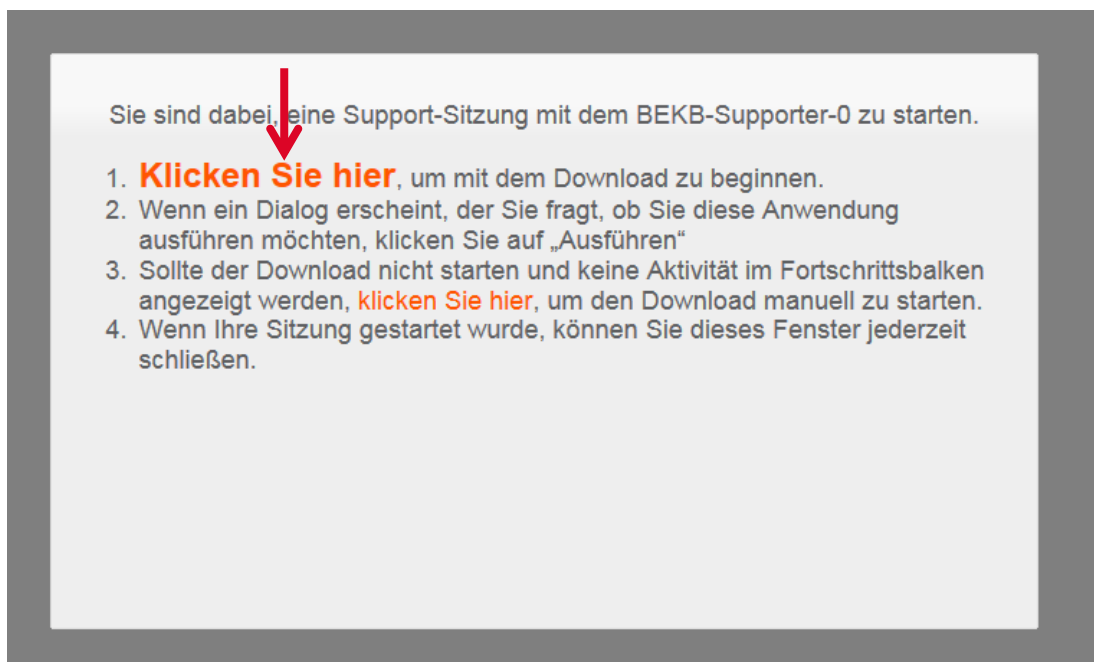 Sie sind dabei, eine Support-Sitzung mit dem BEKB-Supporter-0 zu starten.
1. Klicken Sie hier, um mit dem Download zu beginnen.
2. Wenn ein Dialog erscheint, der Sie fragt, ob Sie diese Anwendung
ausführen möchten, klicken Sie auf „Ausführen“
3. Sollte der Download nicht starten und keine Aktivität im Fortschrittsbalken
angezeigt werden, klicken Sie hier, um den Download manuell zu starten.
4. Wenn Ihre Sitzung gestartet wurde, können Sie dieses Fenster jederzeit
schließen.